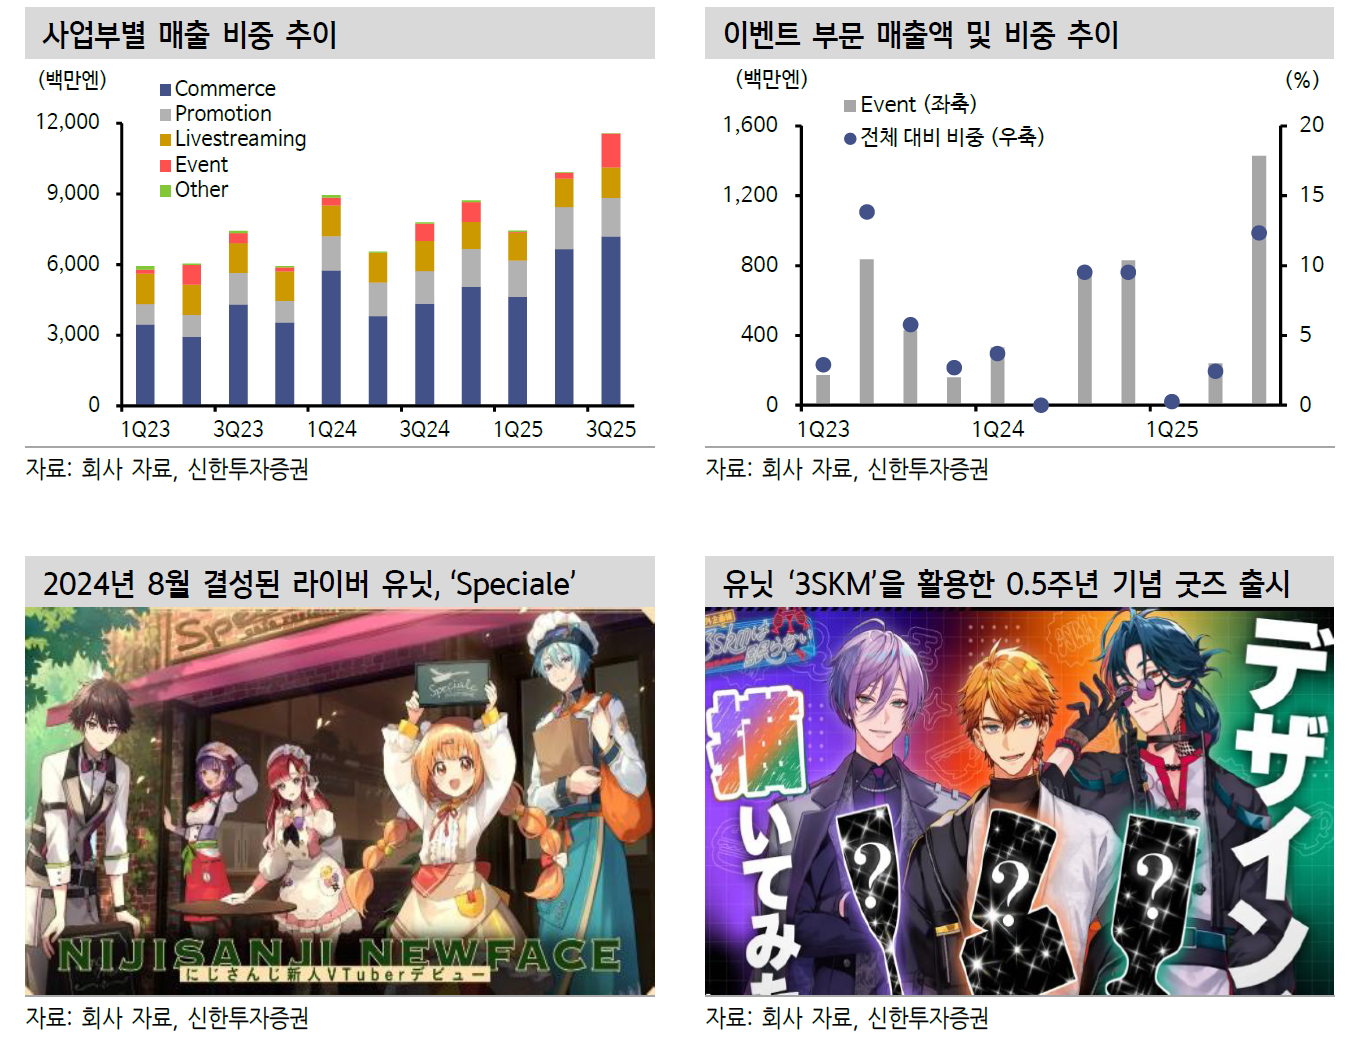 사업부별 매출 비중 추이
(백만엔)
Commerce
Promotion
Livestreaming
Event
Other
12,000
9,000
6,000
3,000
0
1Q23 3Q23 1Q24 3Q24 1Q25 3Q25
자료: 회사 자료, 신한투자증권
이벤트 부문 매출액 및 비중 추이
(백만엔) (%)
Event (좌축)
전체 대비 비중 (우축)
1,600 20
1,200 15
800 10
400 5
0 0
1Q23 1Q24 1Q25
자료: 회사 자료, 신한투자증권
2024년 8월 결성된 라이버 유닛, ‘Speciale’
Speciale
NIJISANJI NEWFACE
にじさんじ新人VTuberデビュー
자료: 회사 자료, 신한투자증권
유닛 ‘3SKM’을 활용한 0.5주년 기념 굿즈 출시
3skmは
眠らない
デザイン
描いてみた
? ? ?
자료: 회사 자료, 신한투자증권